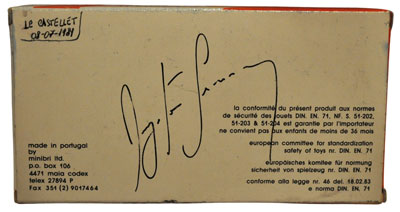 Le CASTELLET
08-07-1989
la conformité du présent produit aux normes
de sécurité des jouets DIN. EN. 71, NF. S. 51-202,
51-203 & 51-204 est garantie par l'importateur
ne convient pas aux enfants de moins de 36 mois
european committee for standardization
safety of toys nr. DIN. EN. 71
europäisches komitee für normung
sicherheit von spielzeug nr. DIN. EN. 71
conforme alla legge nr. 46 del 18.02.83
e norma DIN EN. 71
made in portugal
by
minibri ltd.
p.o box 106
4471 maia codex
telex 27894 P
Fax 351 (2) 9017464